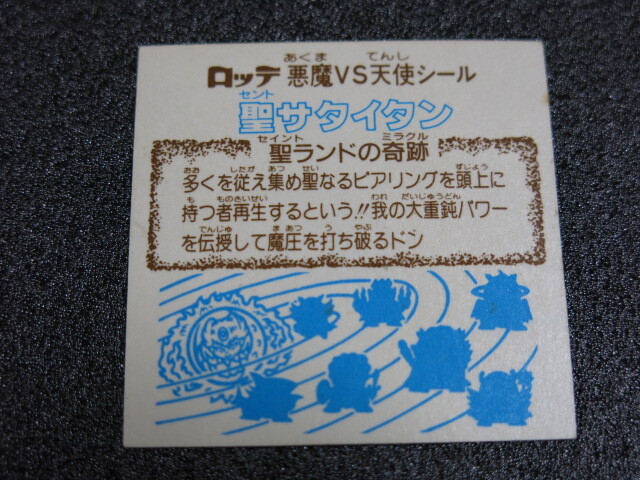 ロッテ 悪魔VS天使シール
聖サタイタン
聖ランドの奇跡
多くを従え集め聖なるピアリングを頭上に
持つ者再生するという!!我の大重鈍パワー
を伝授して魔圧を打ち破るドン